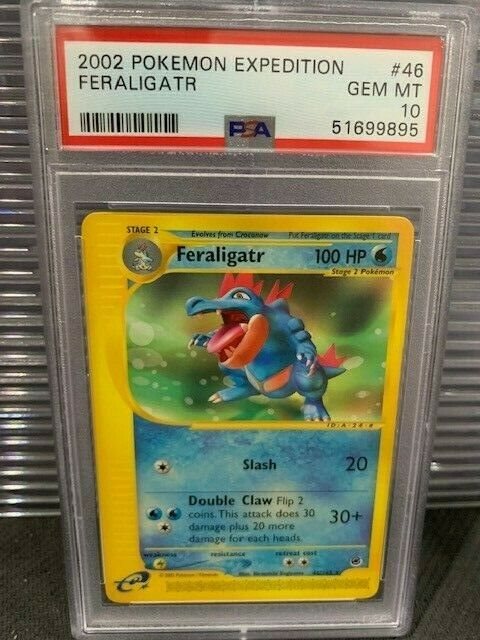 2002 POKEMON EXPEDITION #46
FERALIGATR GEM MT
10
PSA 51699895
STAGE 2 Evolves from Croconaw Put Feraligatr on the Stage 1 card
Feraligatr 100 HP
Stage 2 Pokémon
Slash 20
Double Claw Flip 2
coins. This attack does 30
damage plus 20 more
damage for each heads.
30+
weakness resistance retreat cost
e